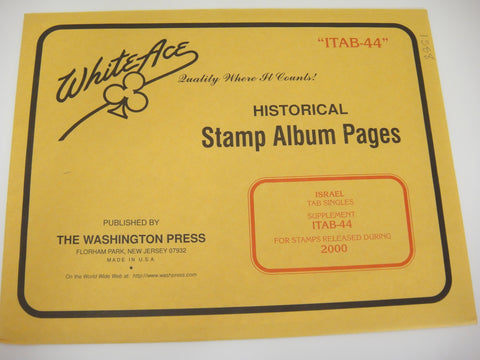 "ITAB-44"
WhiteAce
Quality Where It Counts!
HISTORICAL
Stamp Album Pages
ISRAEL
TAB SINGLES
SUPPLEMENT
ITAB-44
FOR STAMPS RELEASED DURING
2000
PUBLISHED BY
THE WASHINGTON PRESS
FLORHAM PARK, NEW JERSEY 07932
MADE IN U.S.A.
On the World Wide Web at: http://www.washpress.com